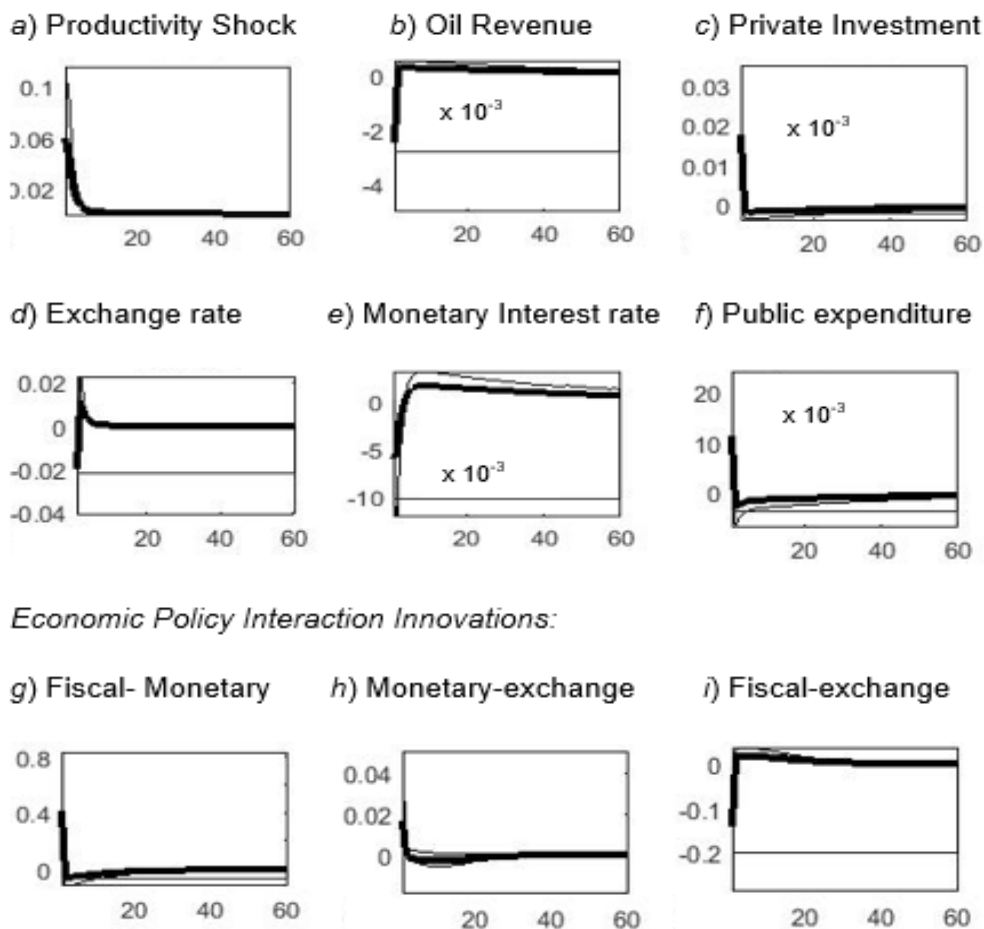 a) Productivity Shock b) Oil Revenue c) Private Investment
0.1
0.06
0.02
20 40 60
0
-2
-4
x 10-3
20 40 60
0.03
0.02
0.01
0
x 10-3
20 40 60
d) Exchange rate e) Monetary Interest rate f) Public expenditure
0.02
0
-0.02
-0.04
20 40 60
0
-5
-10
x 10-3
20 40 60
20
10
0
x 10-3
20 40 60
Economic Policy Interaction Innovations:
g) Fiscal- Monetary h) Monetary-exchange i) Fiscal-exchange
0.8
0.4
0
20 40 60
0.04
0.02
0
20 40 60
0
-0.1
-0.2
20 40 60